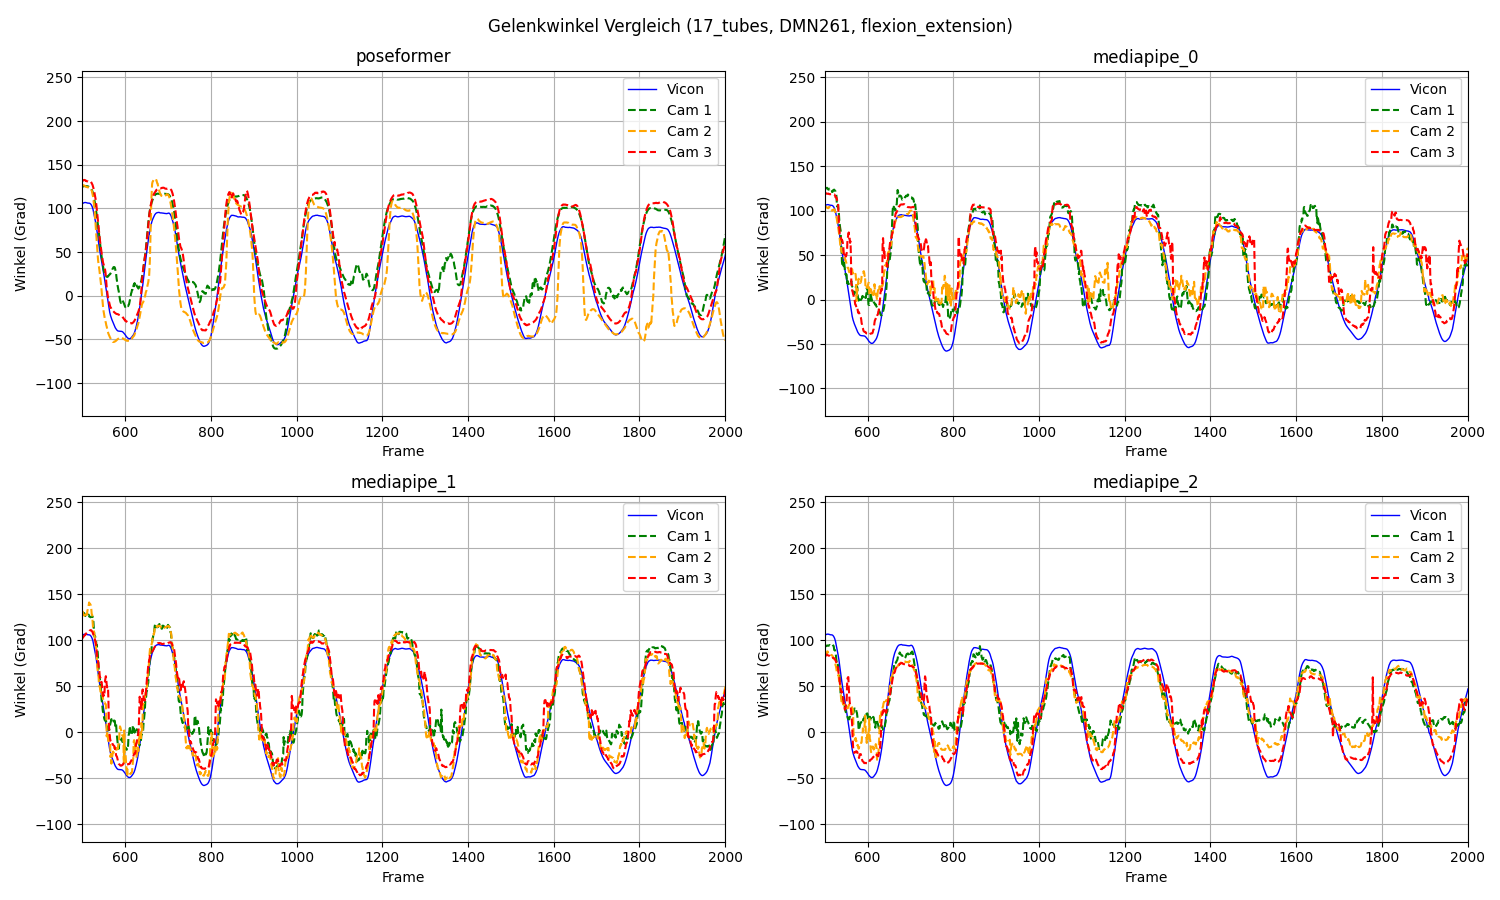 Gelenkwinkel Vergleich (17_tubes, DMN261, flexion_extension)
poseformer
250
200
150
100
50
0
−50
−100
Winkel (Grad)
600
800
1000
1200
1400
1600
1800
2000
Frame
Vicon
Cam 1
Cam 2
Cam 3
mediapipe_0
250
200
150
100
50
0
−50
−100
Winkel (Grad)
600
800
1000
1200
1400
1600
1800
2000
Frame
Vicon
Cam 1
Cam 2
Cam 3
mediapipe_1
250
200
150
100
50
0
−50
−100
Winkel (Grad)
600
800
1000
1200
1400
1600
1800
2000
Frame
Vicon
Cam 1
Cam 2
Cam 3
mediapipe_2
250
200
150
100
50
0
−50
−100
Winkel (Grad)
600
800
1000
1200
1400
1600
1800
2000
Frame
Vicon
Cam 1
Cam 2
Cam 3